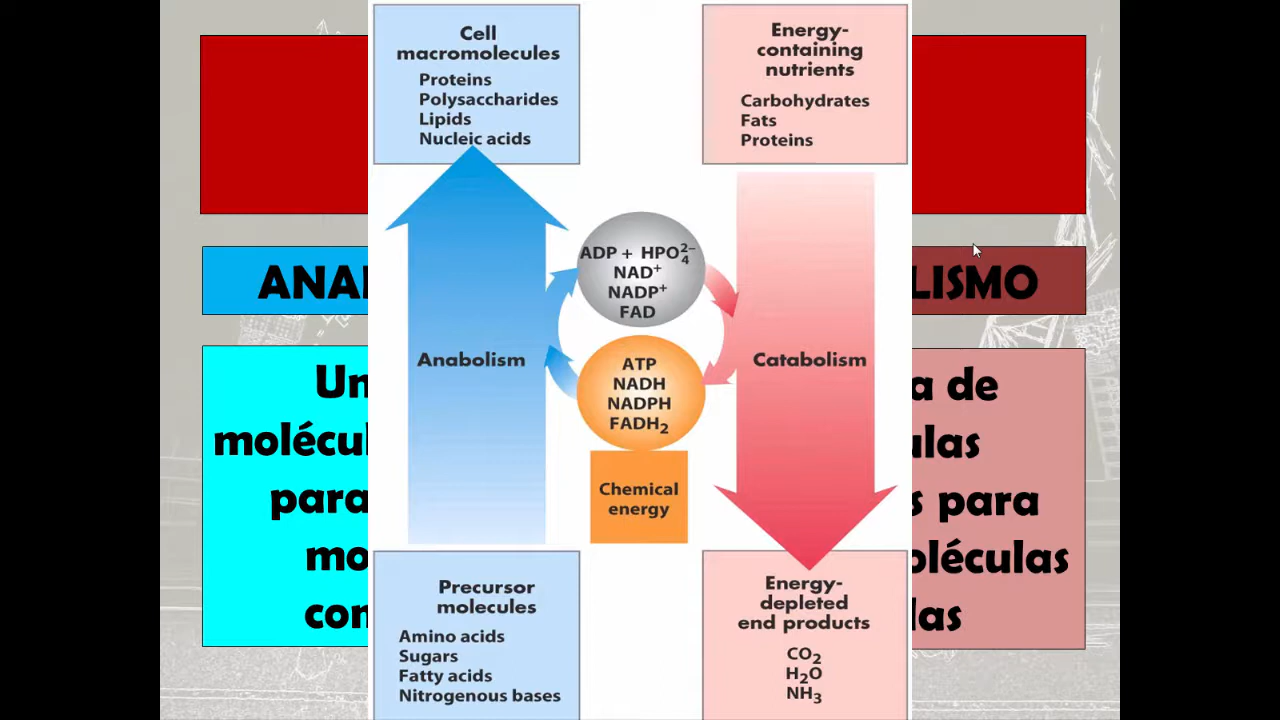 Cell
macromolecules
Proteins
Polysaccharides
Lipids
Nucleic acids
Energy-
containing
nutrients
Carbohydrates
Fats
Proteins
ADP + HPO₄²⁻
NAD⁺
NADP⁺
FAD
Anabolism
ATP
NADH
NADPH
FADH₂
Catabolism
Chemical
energy
Precursor
molecules
Amino acids
Sugars
Fatty acids
Nitrogenous bases
Energy-
depleted
end products
CO₂
H₂O
NH₃
ANA
LISMO
Un
molécul
para
mo
con
a de
ulas
s para
oléculas
las